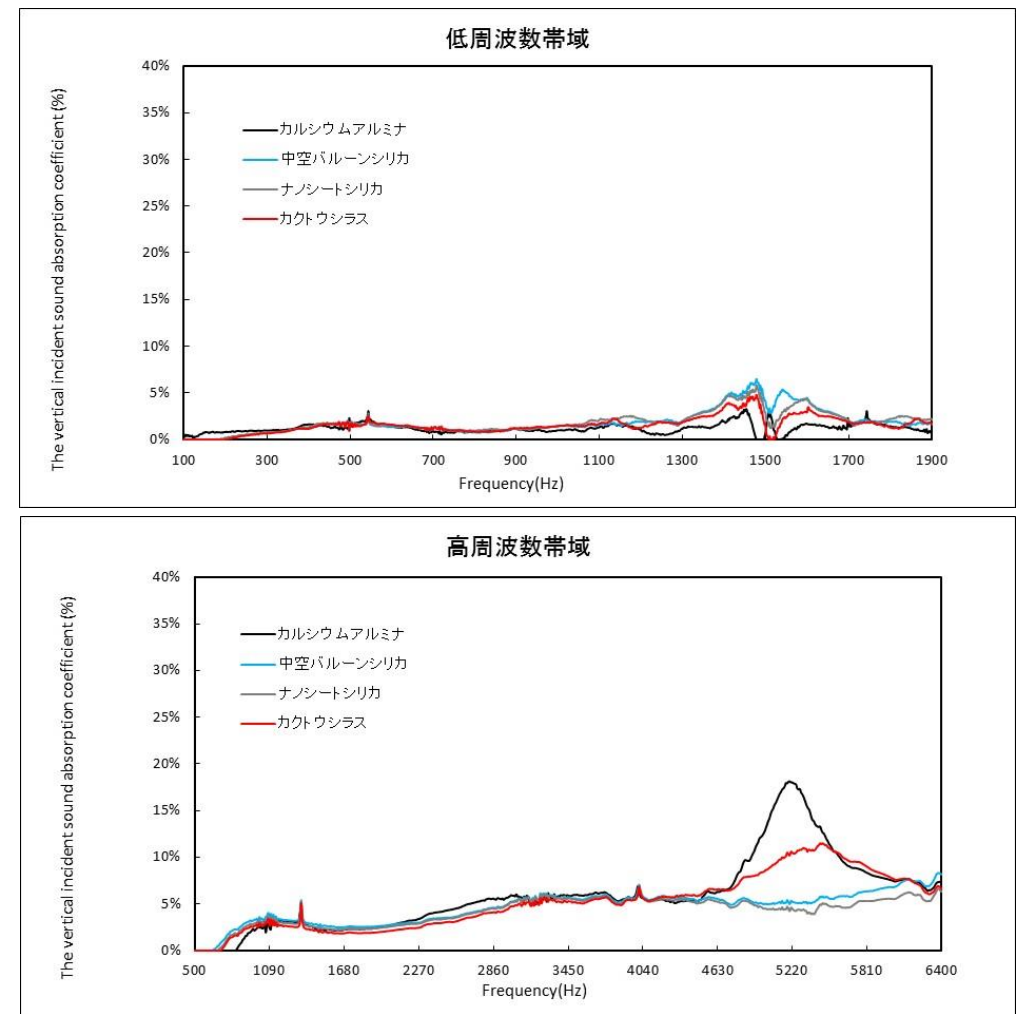 低周波数帯域
The vertical incident sound absorption coefficient (%)
40%
35%
30%
25%
20%
15%
10%
5%
0%
カルシウムアルミナ
中空バルーンシリカ
ナノシートシリカ
カクトウシラス
100 300 500 700 900 1100 1300 1500 1700 1900
Frequency(Hz)
高周波数帯域
The vertical incident sound absorption coefficient (%)
40%
35%
30%
25%
20%
15%
10%
5%
0%
カルシウムアルミナ
中空バルーンシリカ
ナノシートシリカ
カクトウシラス
500 1090 1680 2270 2860 3450 4040 4630 5220 5810 6400
Frequency(Hz)